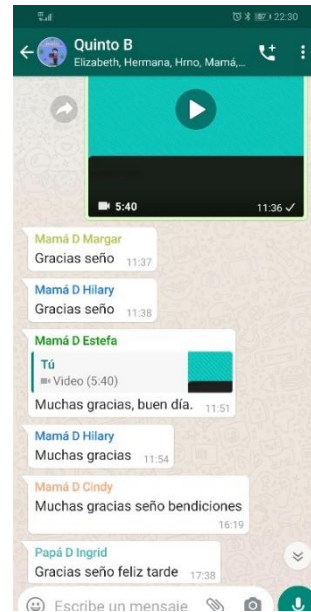 22:30
Quinto B
Elizabeth, Hermana, Hmo, Mamá,...
5:40
11:36
Mamá D Margar
Gracias seño 11:37
Mamá D Hilary
Gracias seño 11:38
Mamá D Estefa
Tú
Video (5:40)
Muchas gracias, buen día. 11:51
Mamá D Hilary
Muchas gracias 11:54
Mamá D Cindy
Muchas gracias seño bendiciones
16:19
Papá D Ingrid
Gracias seño feliz tarde 17:38
Escribe un mensaje